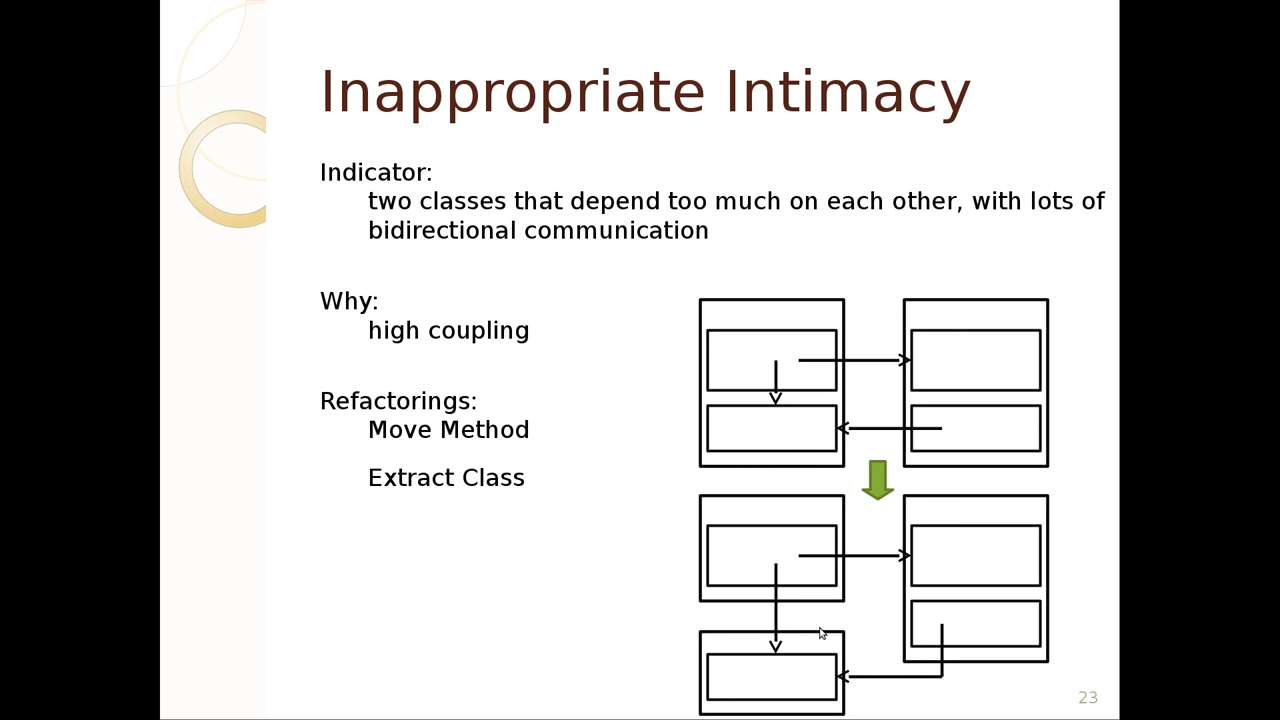 Inappropriate Intimacy
Indicator:
two classes that depend too much on each other, with lots of
bidirectional communication
Why:
high coupling
Refactorings:
Move Method
Extract Class
23